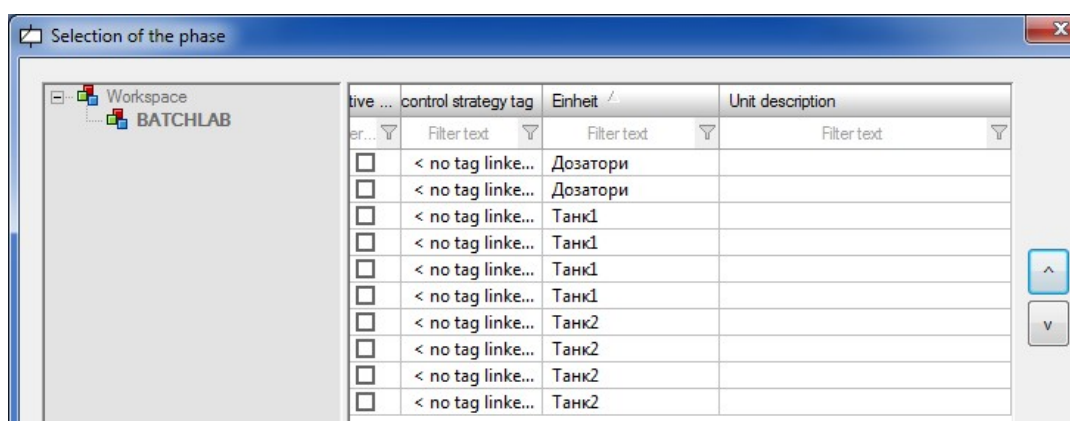 Selection of the phase
Workspace
BATCHLAB
tive ... control strategy tag Einheit Unit description
er... Filter text Filter text Filter text
< no tag linke... Дозатори
< no tag linke... Дозатори
< no tag linke... Танк1
< no tag linke... Танк1
< no tag linke... Танк1
< no tag linke... Танк1
< no tag linke... Танк2
< no tag linke... Танк2
< no tag linke... Танк2
< no tag linke... Танк2